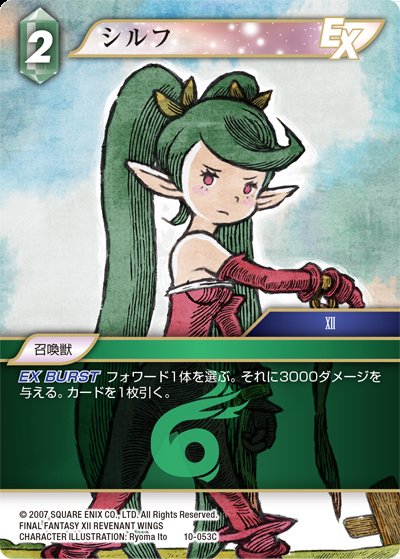 2
シルフ
EX
XII
召喚獣
EX BURST フォワード1体を選ぶ。それに3000ダメージを
与える。カードを1枚引く。
© 2007 SQUARE ENIX CO., LTD. All Rights Reserved.
FINAL FANTASY XII REVENANT WINGS
CHARACTER ILLUSTRATION: Ryoma Ito 10-053C